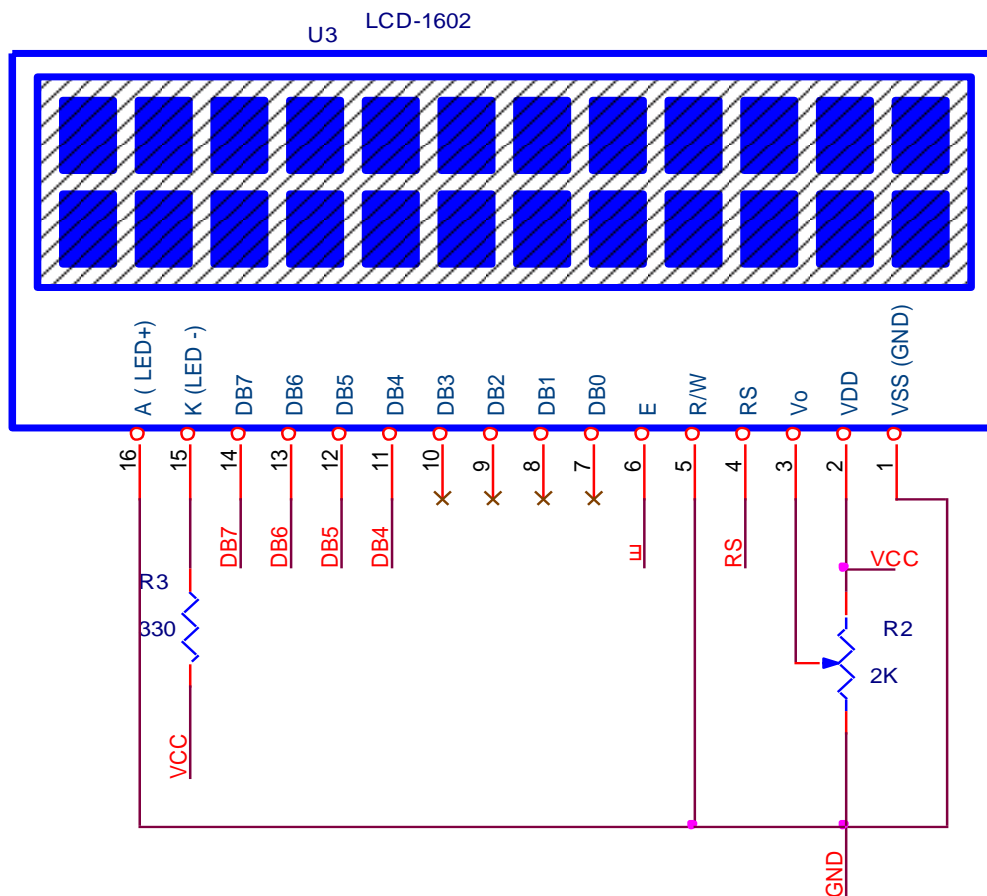 LCD-1602
U3
A ( LED+)
K (LED -)
DB7
DB6
DB5
DB4
DB3
DB2
DB1
DB0
E
R/W
RS
Vo
VDD
VSS (GND)
16
15
14
13
12
11
10
9
8
7
6
5
4
3
2
1
DB7
DB6
DB5
DB4
E
RS
VCC
R3
330
R2
2K
VCC
GND